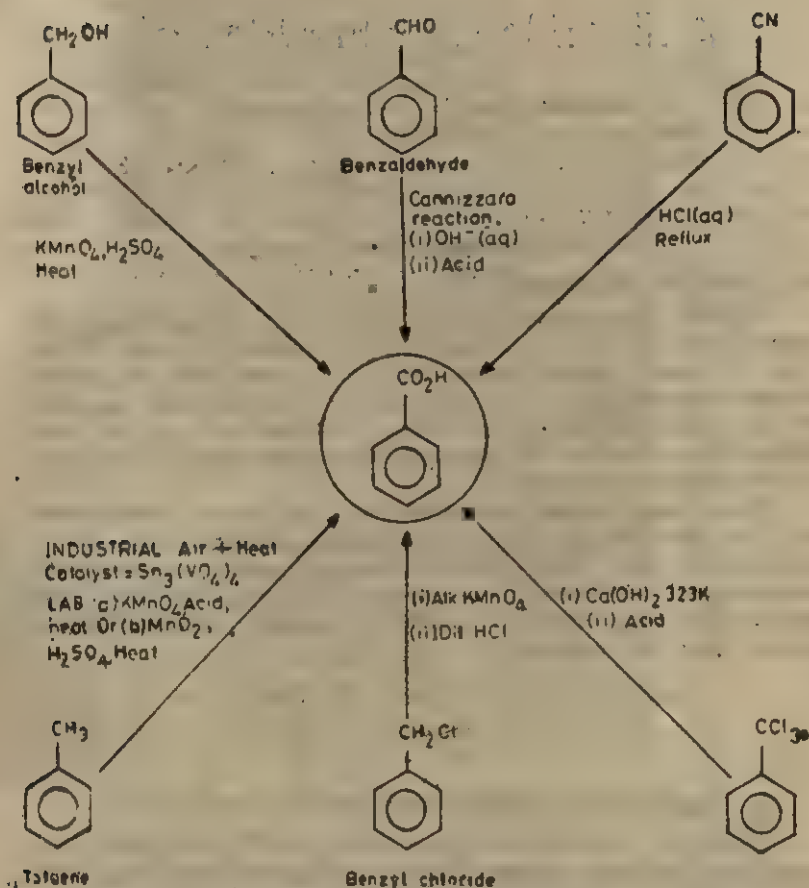 CH₂OH
CHO
CN
Benzyl
alcohol
Benzaldehyde
KMnO₄, H₂SO₄
Heat
Cannizzaro
reaction.
(i) OH⁻ (aq)
(ii) Acid
HCl(aq)
Reflux
CO₂H
INDUSTRIAL Air + Heat
Catalyst = Sn₃(VO₄)₄
LAB (a) KMnO₄ Acid,
heat Or (b) MnO₂,
H₂SO₄ Heat
(i) Alk KMnO₄
(ii) Dil HCl
(i) Ca(OH)₂ 323K
(ii) Acid
CH₃
CH₂Cl
CCl₃
Toluene
Benzyl chloride